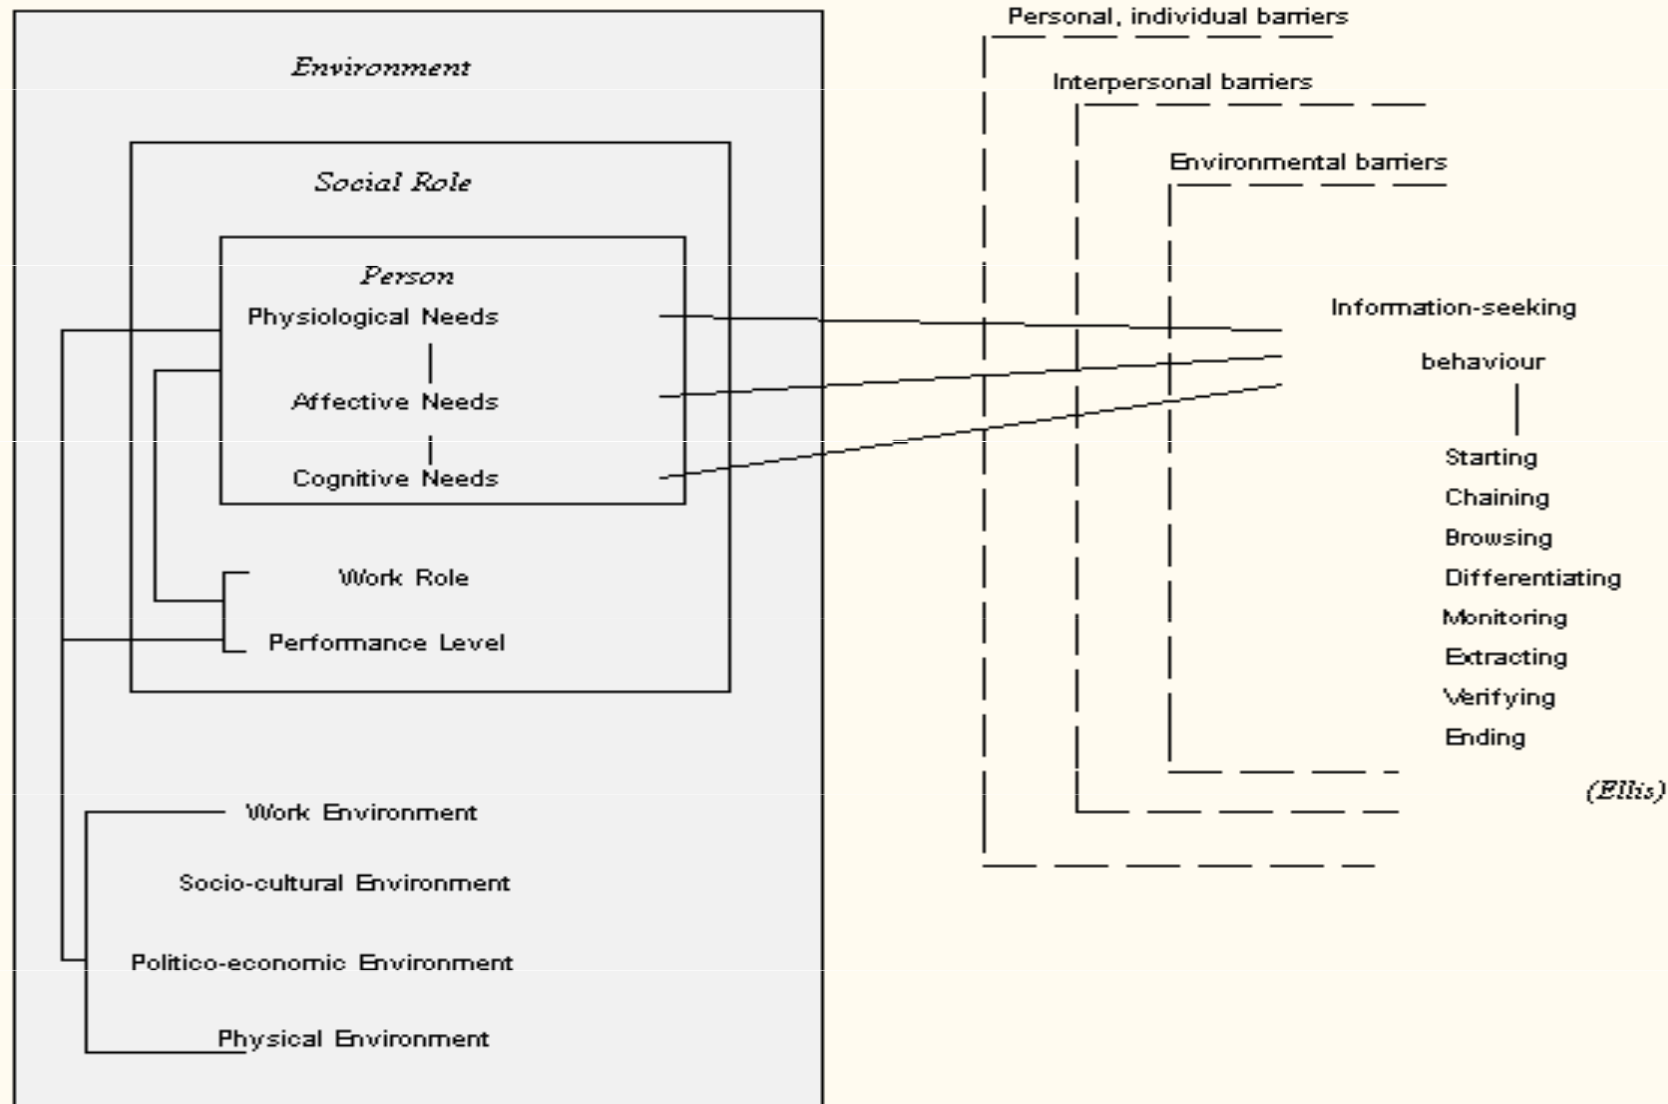 Environment
Social Role
Person
Physiological Needs
Affective Needs
Cognitive Needs
Work Role
Performance Level
Work Environment
Socio-cultural Environment
Politico-economic Environment
Physical Environment
Personal, individual barriers
Interpersonal barriers
Environmental barriers
Information-seeking
behaviour
Starting
Chaining
Browsing
Differentiating
Monitoring
Extracting
Verifying
Ending
(Ellis)